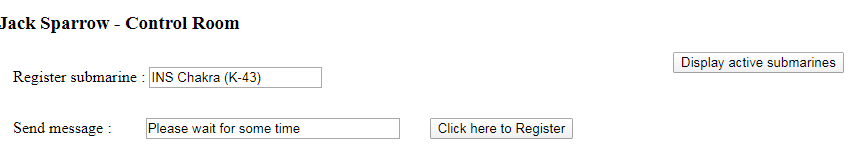 Jack Sparrow - Control Room
Display active submarines
Register submarine : INS Chakra (K-43)
Send message : Please wait for some time Click here to Register